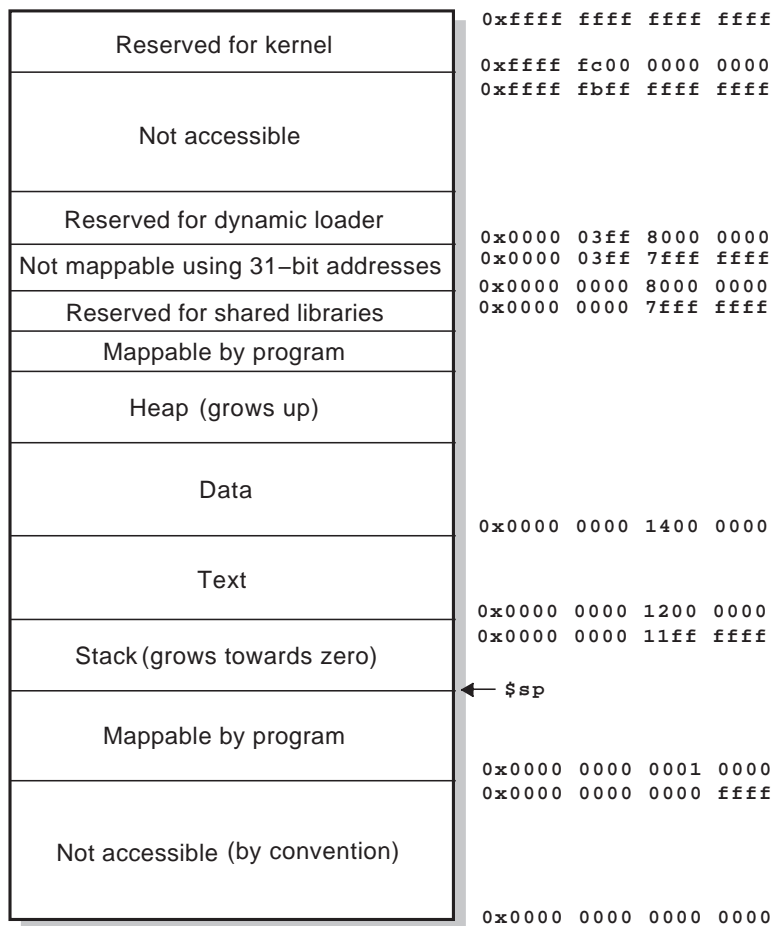 0xffff ffff ffff ffff
Reserved for kernel
0xffff fc00 0000 0000
0xffff fbff ffff ffff
Not accessible
Reserved for dynamic loader
0x0000 03ff 8000 0000
0x0000 03ff 7fff ffff
Not mappable using 31−bit addresses
0x0000 0000 8000 0000
0x0000 0000 7fff ffff
Reserved for shared libraries
Mappable by program
Heap (grows up)
Data
0x0000 0000 1400 0000
Text
0x0000 0000 1200 0000
0x0000 0000 11ff ffff
Stack (grows towards zero)
$sp
Mappable by program
0x0000 0000 0001 0000
0x0000 0000 0000 ffff
Not accessible (by convention)
0x0000 0000 0000 0000